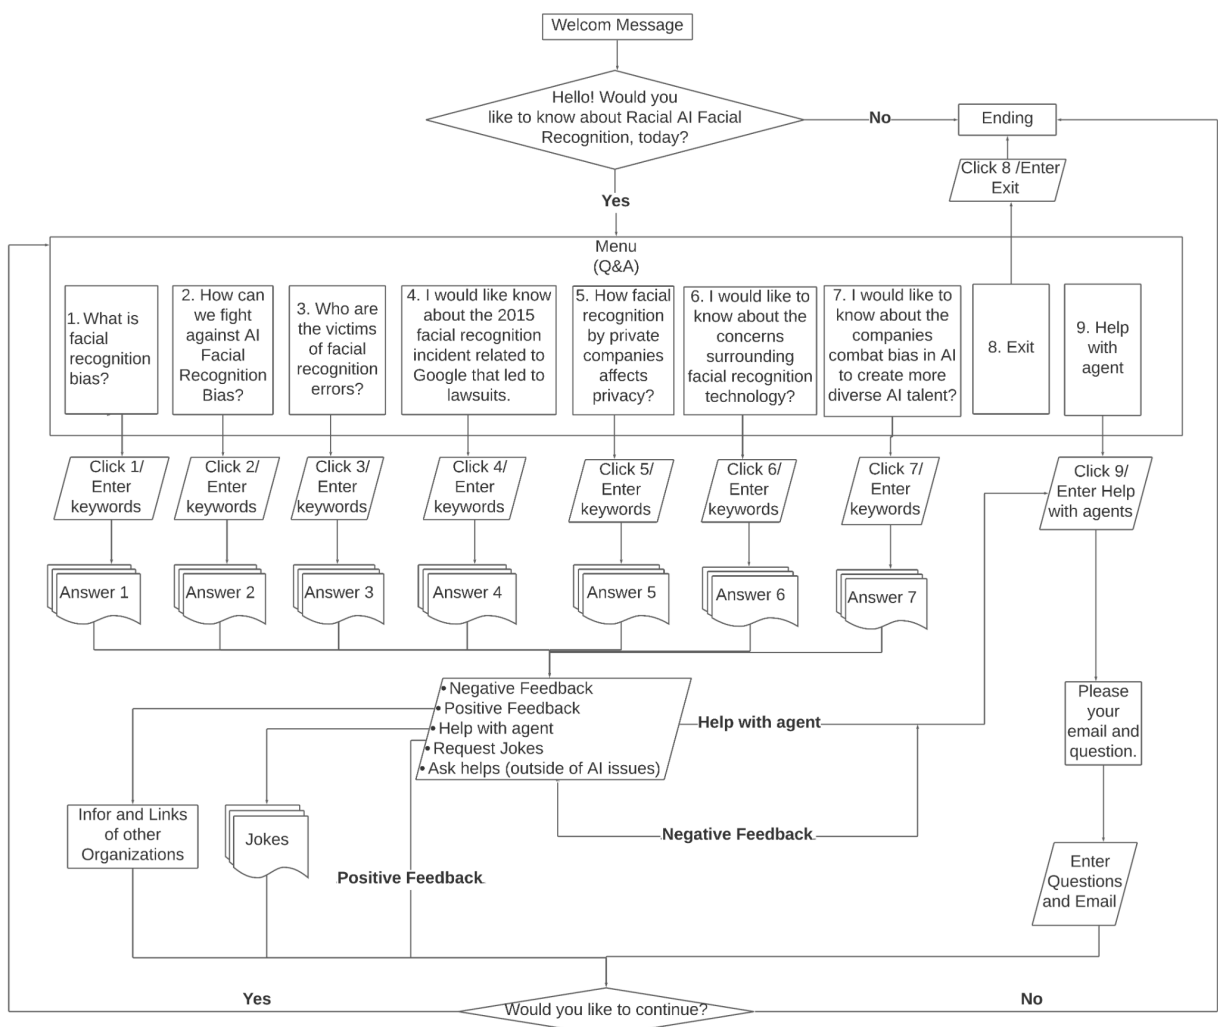 Welcom Message
Hello! Would you
like to know about Racial AI Facial
Recognition, today?
No
Ending
Click 8 /Enter
Exit
Yes
Menu
(Q&A)
1. What is
facial
recognition
bias?
2. How can
we fight
against AI
Facial
Recognition
Bias?
3. Who are
the victims
of facial
recognition
errors?
4. I would like know
about the 2015
facial recognition
incident related to
Google that led to
lawsuits.
5. How facial
recognition
by private
companies
affects
privacy?
6. I would like to
know about the
concerns
surrounding
facial recognition
technology?
7. I would like to
know about the
companies
combat bias in AI
to create more
diverse AI talent?
8. Exit
9. Help
with
agent
Click 1/
Enter
keywords
Click 2/
Enter
keywords
Click 3/
Enter
keywords
Click 4/
Enter
keywords
Click 5/
Enter
keywords
Click 6/
Enter
keywords
Click 7/
Enter
keywords
Click 9/
Enter Help
with agents
Answer 1
Answer 2
Answer 3
Answer 4
Answer 5
Answer 6
Answer 7
• Negative Feedback
• Positive Feedback
• Help with agent
• Request Jokes
• Ask helps (outside of AI issues)
Help with agent
Please
your
email and
question.
Infor and Links
of other
Organizations
Jokes
Negative Feedback
Positive Feedback
Enter
Questions
and Email
Yes
Would you like to continue?
No